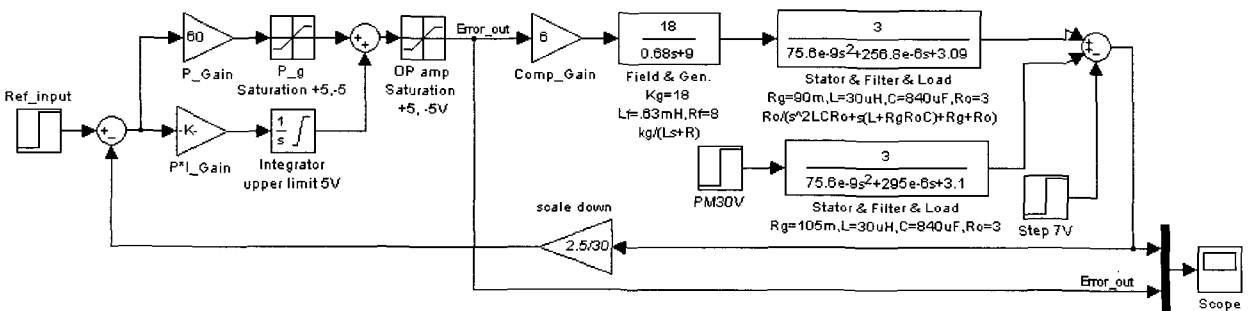 60
P_Gain
P_g
Saturation +5,-5
+
+
OP amp
Saturation
+5, -5V
Error_out
6
Comp_Gain
18
0.68s+9
Field & Gen.
Kg=18
Lf=.63mH,Rf=8
kg/(Ls+R)
3
75.6e-9s2+256.8e-6s+3.09
Stator & Filter & Load
Rg=90m,L=30uH,C=840uF,Ro=3
Ro/(s^2LCRo+s(L+RgRoC)+Rg+Ro)
+
+
-
Ref_input
+
-
-K-
P*I_Gain
1
s
Integrator
upper limit 5V
PM30V
3
75.6e-9s2+295e-6s+3.1
Stator & Filter & Load
Rg=105m,L=30uH,C=840uF,Ro=3
Step 7V
scale down
2.5/30
Error_out
Scope